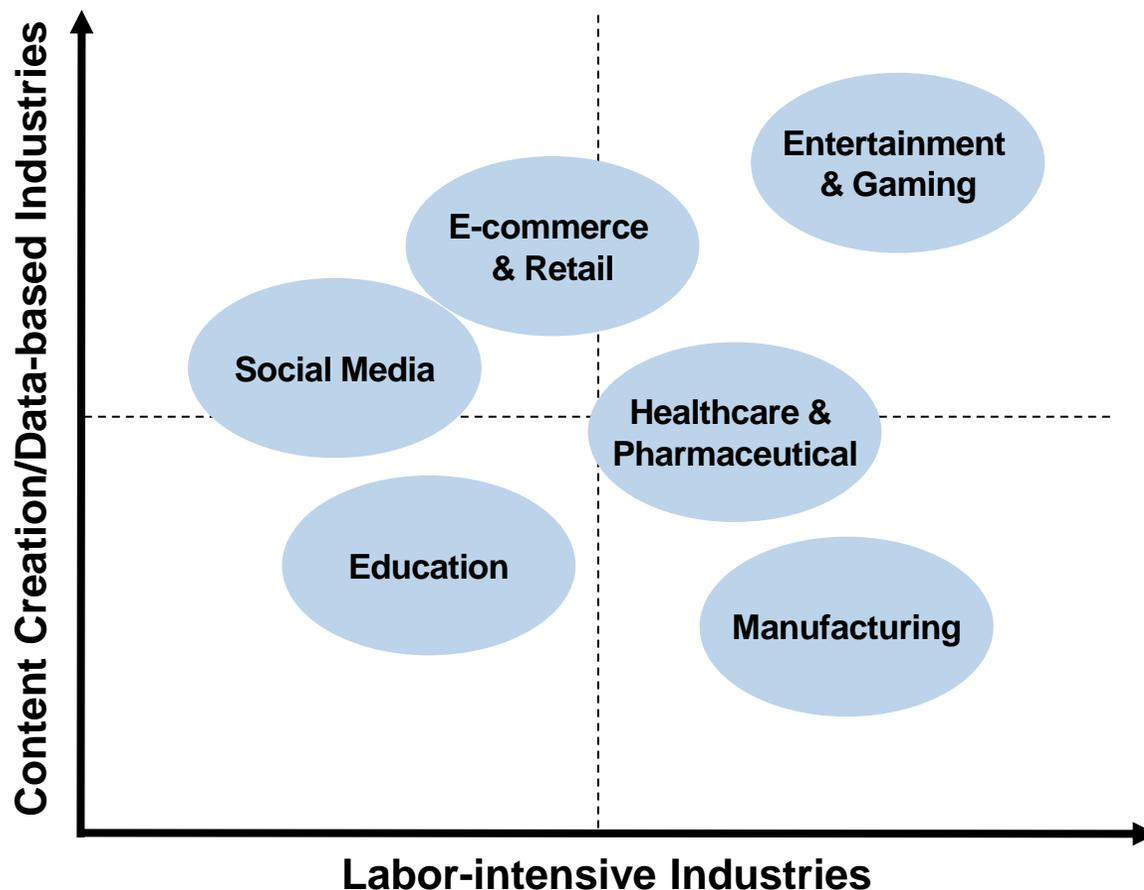 Content Creation/Data-based Industries
Entertainment
& Gaming
E-commerce
& Retail
Social Media
Healthcare &
Pharmaceutical
Education
Manufacturing
Labor-intensive Industries